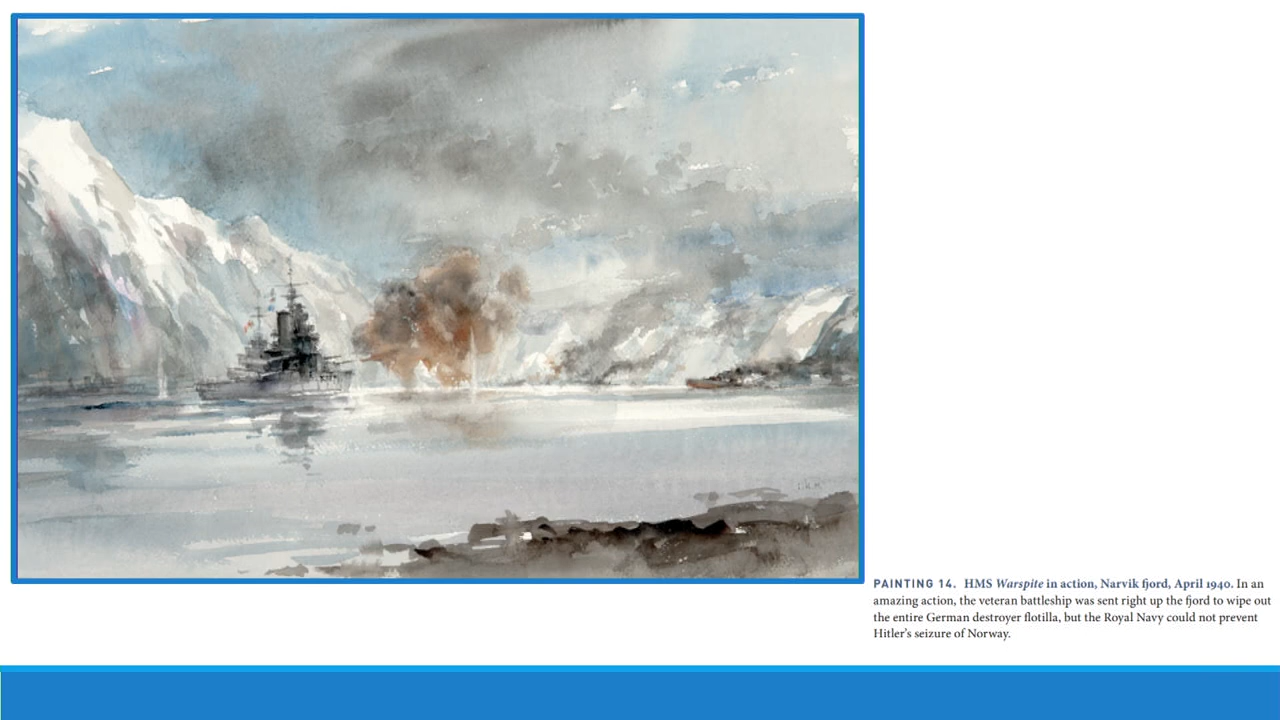 PAINTING 14. HMS Warspite in action, Narvik fjord, April 1940. In an
amazing action, the veteran battleship was sent right up the fjord to wipe out
the entire German destroyer flotilla, but the Royal Navy could not prevent
Hitler’s seizure of Norway.